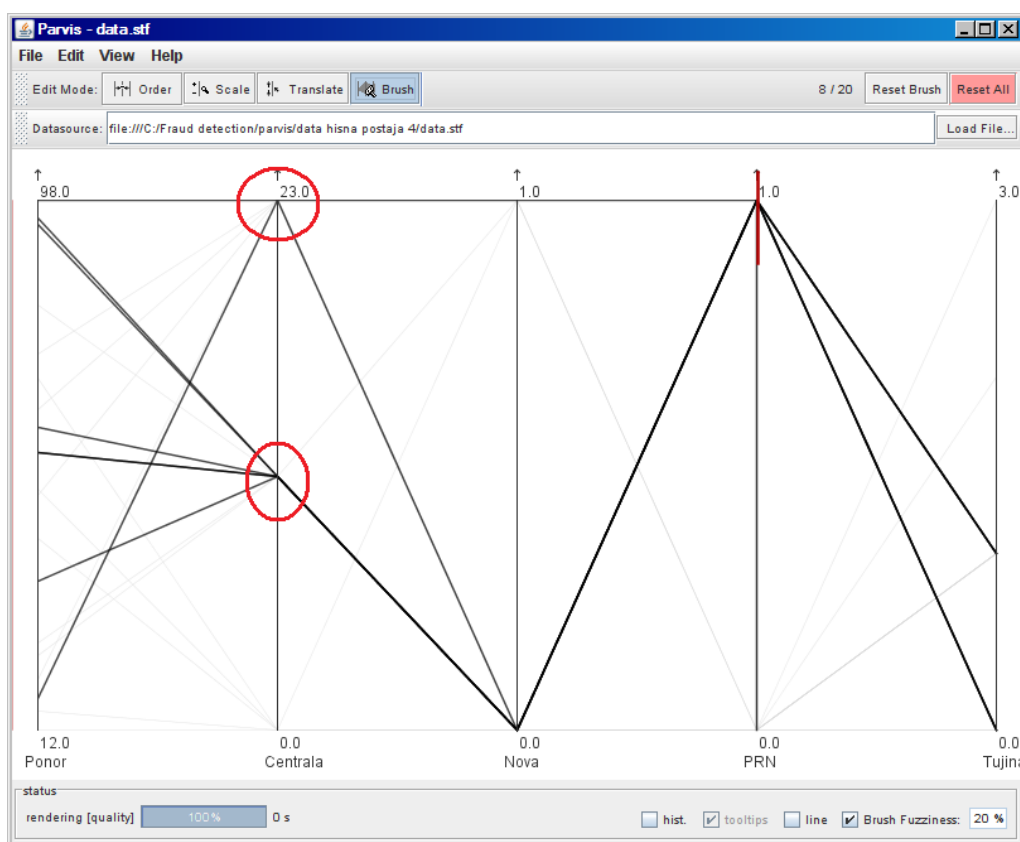 Parvis - data.stf
File Edit View Help
Edit Mode: Order Scale Translate Brush 8 / 20 Reset Brush Reset All
Datasource: file:///C:/Fraud detection/parvis/data hisna postaja 4/data.stf Load File...
98.0 23.0 1.0 1.0 3.0
12.0 0.0 0.0 0.0 0.0
Ponor Centrala Nova PRN Tujina
status
rendering [quality] 100% 0 s hist. tooltips line Brush Fuzziness: 20 %